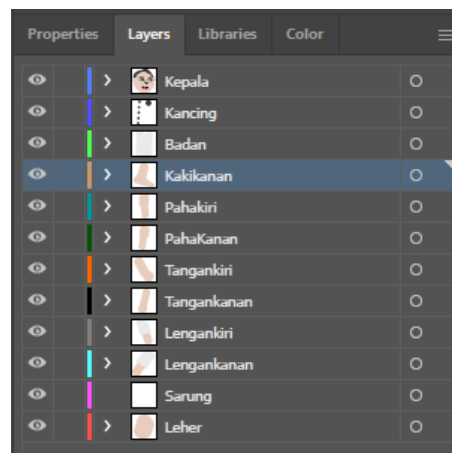 Properties Layers Libraries Color
Kepala
Kancing
Badan
Kakikanan
Pahakiri
PahaKanan
Tangankiri
Tangankanan
Lengankiri
Lengankanan
Sarung
Leher